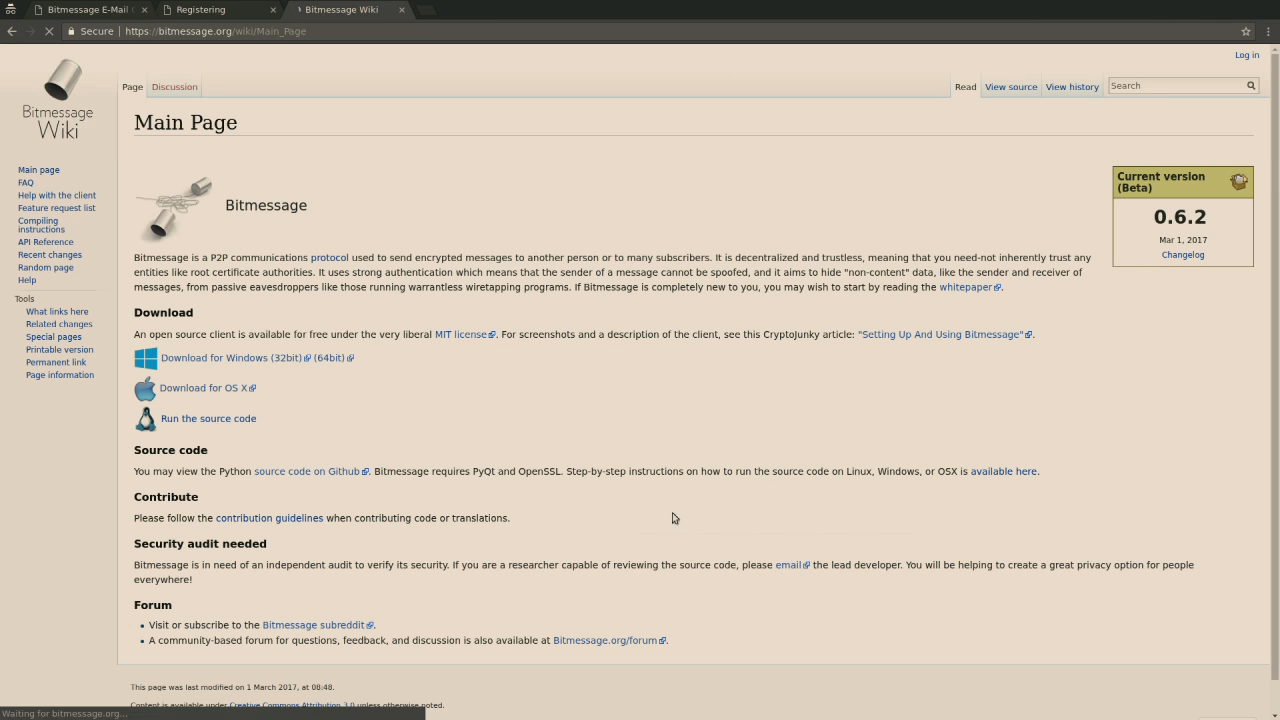 Bitmessage E-Mail
Registering
Bitmessage Wiki
Secure
https://bitmessage.org/wiki/Main_Page
Log in
Bitmessage
Wiki
Page
Discussion
Read
View source
View history
Search
Main Page
Main page
FAQ
Help with the client
Feature request list
Compiling
instructions
API Reference
Recent changes
Random page
Help
Tools
What links here
Related changes
Special pages
Printable version
Permanent link
Page information
Bitmessage
Current version
(Beta)
0.6.2
Mar 1, 2017
Changelog
Bitmessage is a P2P communications protocol used to send encrypted messages to another person or to many subscribers. It is decentralized and trustless, meaning that you need-not inherently trust any
entities like root certificate authorities. It uses strong authentication which means that the sender of a message cannot be spoofed, and it aims to hide "non-content" data, like the sender and receiver of
messages, from passive eavesdroppers like those running warrantless wiretapping programs. If Bitmessage is completely new to you, you may wish to start by reading the whitepaper.
Download
An open source client is available for free under the very liberal MIT license. For screenshots and a description of the client, see this CryptoJunky article: "Setting Up And Using Bitmessage".
Download for Windows (32bit) (64bit)
Download for OS X
Run the source code
Source code
You may view the Python source code on Github. Bitmessage requires PyQt and OpenSSL. Step-by-step instructions on how to run the source code on Linux, Windows, or OSX is available here.
Contribute
Please follow the contribution guidelines when contributing code or translations.
Security audit needed
Bitmessage is in need of an independent audit to verify its security. If you are a researcher capable of reviewing the source code, please email the lead developer. You will be helping to create a great privacy option for people
everywhere!
Forum
• Visit or subscribe to the Bitmessage subreddit.
• A community-based forum for questions, feedback, and discussion is also available at Bitmessage.org/forum.
This page was last modified on 1 March 2017, at 08:48.
Content is available under Creative Commons Attribution 3.0 unless otherwise noted.
Waiting for bitmessage.org...